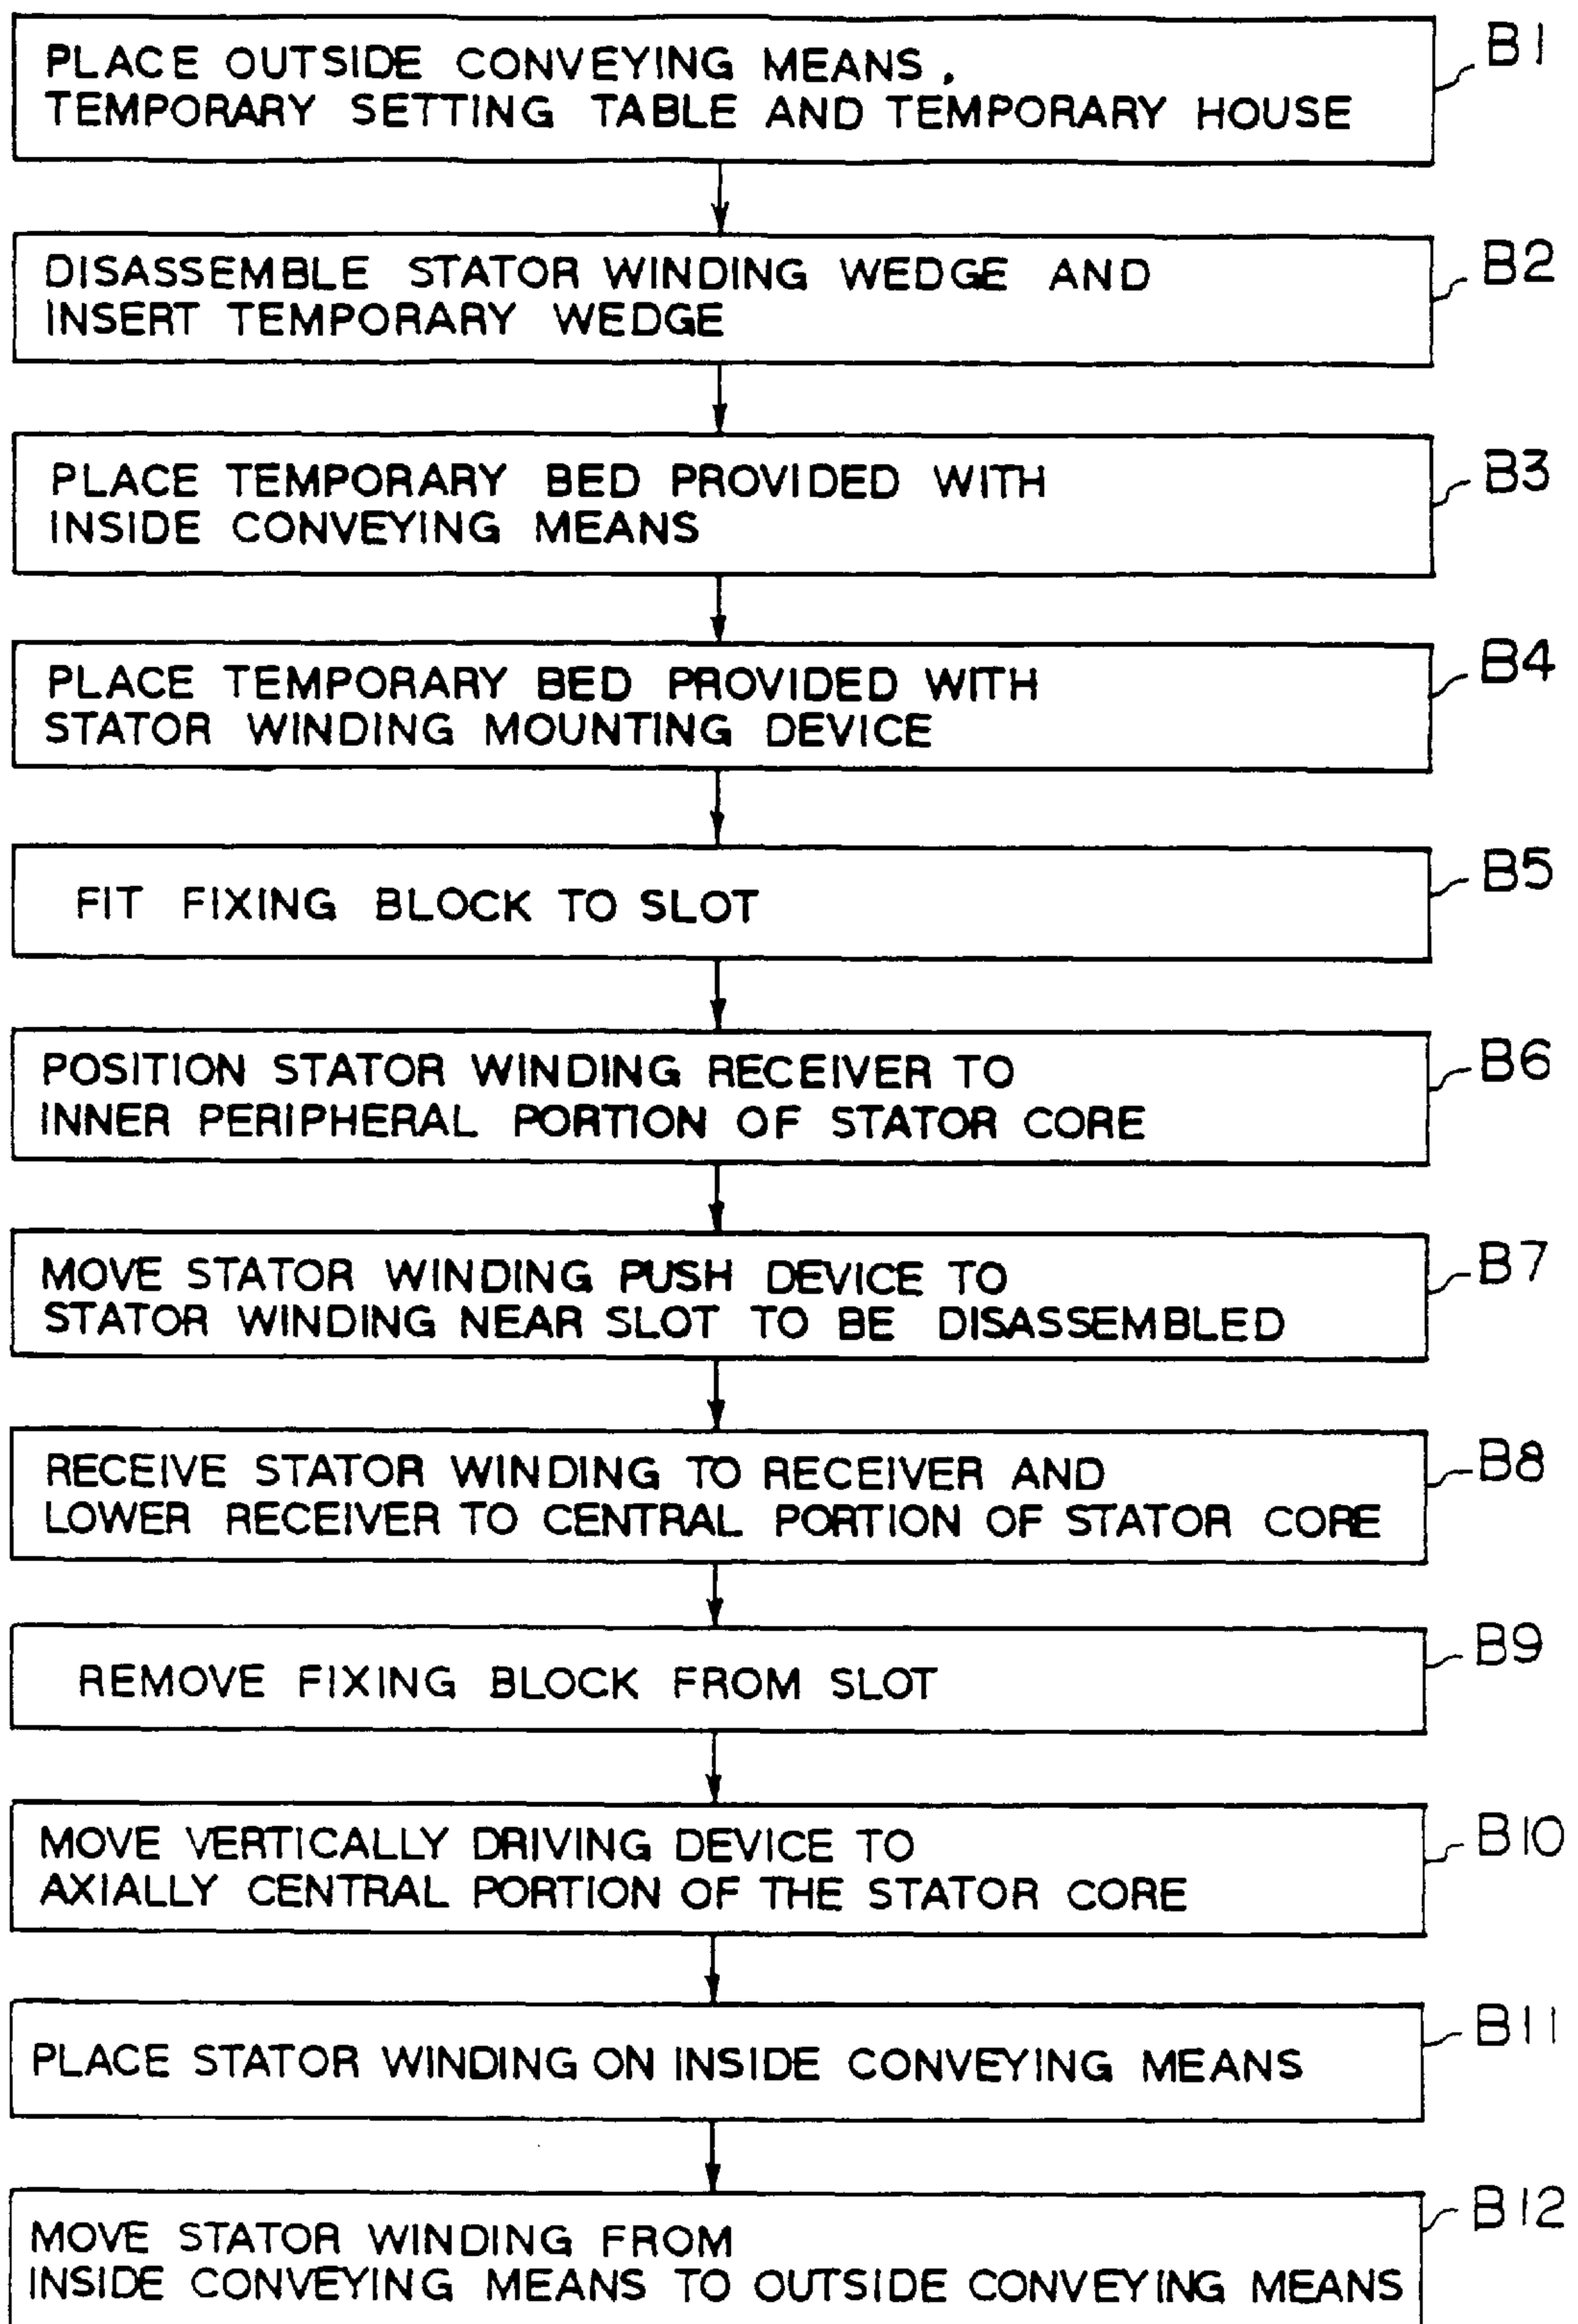 PLACE OUTSIDE CONVEYING MEANS,
TEMPORARY SETTING TABLE AND TEMPORARY HOUSE
B1
DISASSEMBLE STATOR WINDING WEDGE AND
INSERT TEMPORARY WEDGE
B2
PLACE TEMPORARY BED PROVIDED WITH
INSIDE CONVEYING MEANS
B3
PLACE TEMPORARY BED PROVIDED WITH
STATOR WINDING MOUNTING DEVICE
B4
FIT FIXING BLOCK TO SLOT
B5
POSITION STATOR WINDING RECEIVER TO
INNER PERIPHERAL PORTION OF STATOR CORE
B6
MOVE STATOR WINDING PUSH DEVICE TO
STATOR WINDING NEAR SLOT TO BE DISASSEMBLED
B7
RECEIVE STATOR WINDING TO RECEIVER AND
LOWER RECEIVER TO CENTRAL PORTION OF STATOR CORE
B8
REMOVE FIXING BLOCK FROM SLOT
B9
MOVE VERTICALLY DRIVING DEVICE TO
AXIALLY CENTRAL PORTION OF THE STATOR CORE
B10
PLACE STATOR WINDING ON INSIDE CONVEYING MEANS
B11
MOVE STATOR WINDING FROM
INSIDE CONVEYING MEANS TO OUTSIDE CONVEYING MEANS
B12